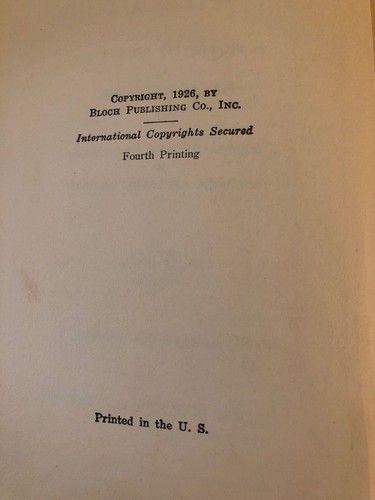 COPYRIGHT, 1926, BY
BLOCH PUBLISHING CO., INC.
International Copyrights Secured
Fourth Printing
Printed in the U. S.